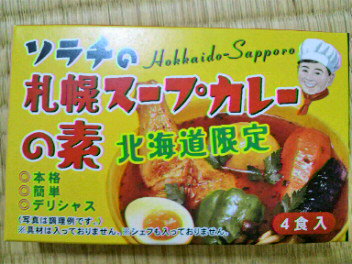 ソラチの
Hokkaido-Sapporo
札幌スープカレー
の素
北海道限定
◎本格
◎簡単
◎デリシャス
(写真は調理例です。)
※具材は入っておりません。※シェフも入っておりません。
4食入